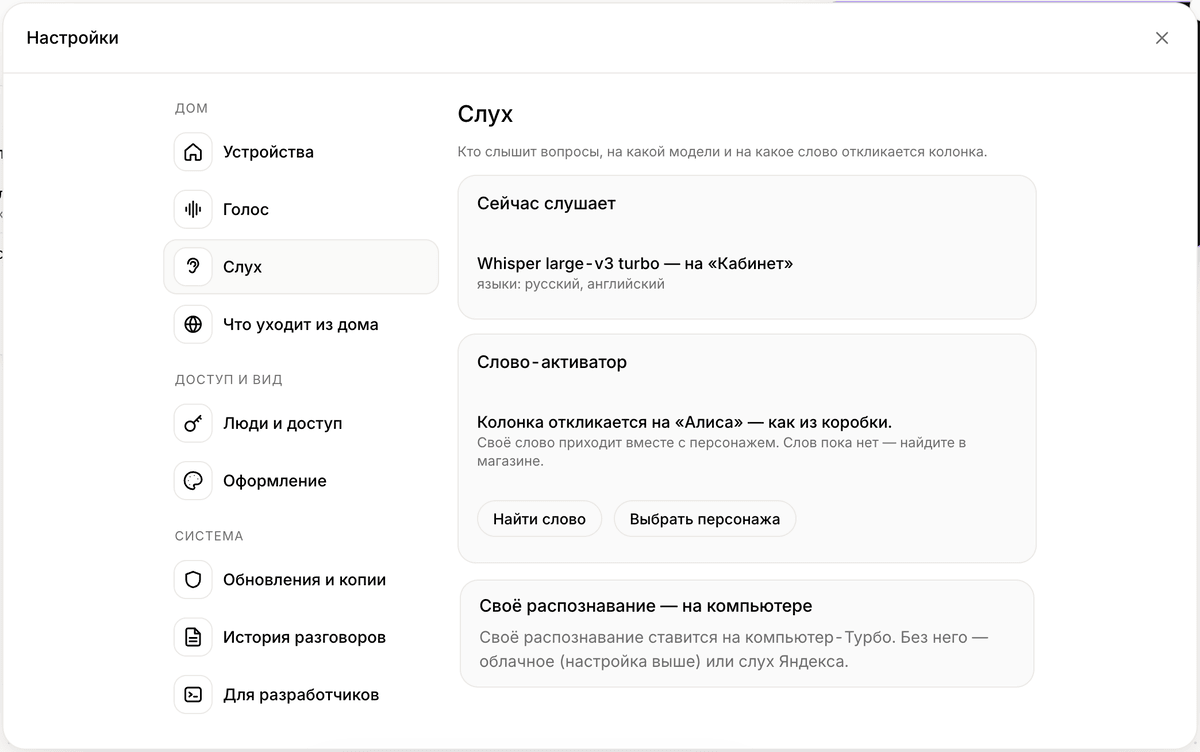 Настройки
ДОМ
Устройства
Голос
Слух
Что уходит из дома
ДОСТУП И ВИД
Люди и доступ
Оформление
СИСТЕМА
Обновления и копии
История разговоров
Для разработчиков
Слух
Кто слышит вопросы, на какой модели и на какое слово откликается колонка.
Сейчас слушает
Whisper large-v3 turbo — на «Кабинет»
языки: русский, английский
Слово-активатор
Колонка откликается на «Алиса» — как из коробки.
Своё слово приходит вместе с персонажем. Слов пока нет — найдите в
магазине.
Найти слово
Выбрать персонажа
Своё распознавание — на компьютере
Своё распознавание ставится на компьютер-Турбо. Без него —
облачное (настройка выше) или слух Яндекса.